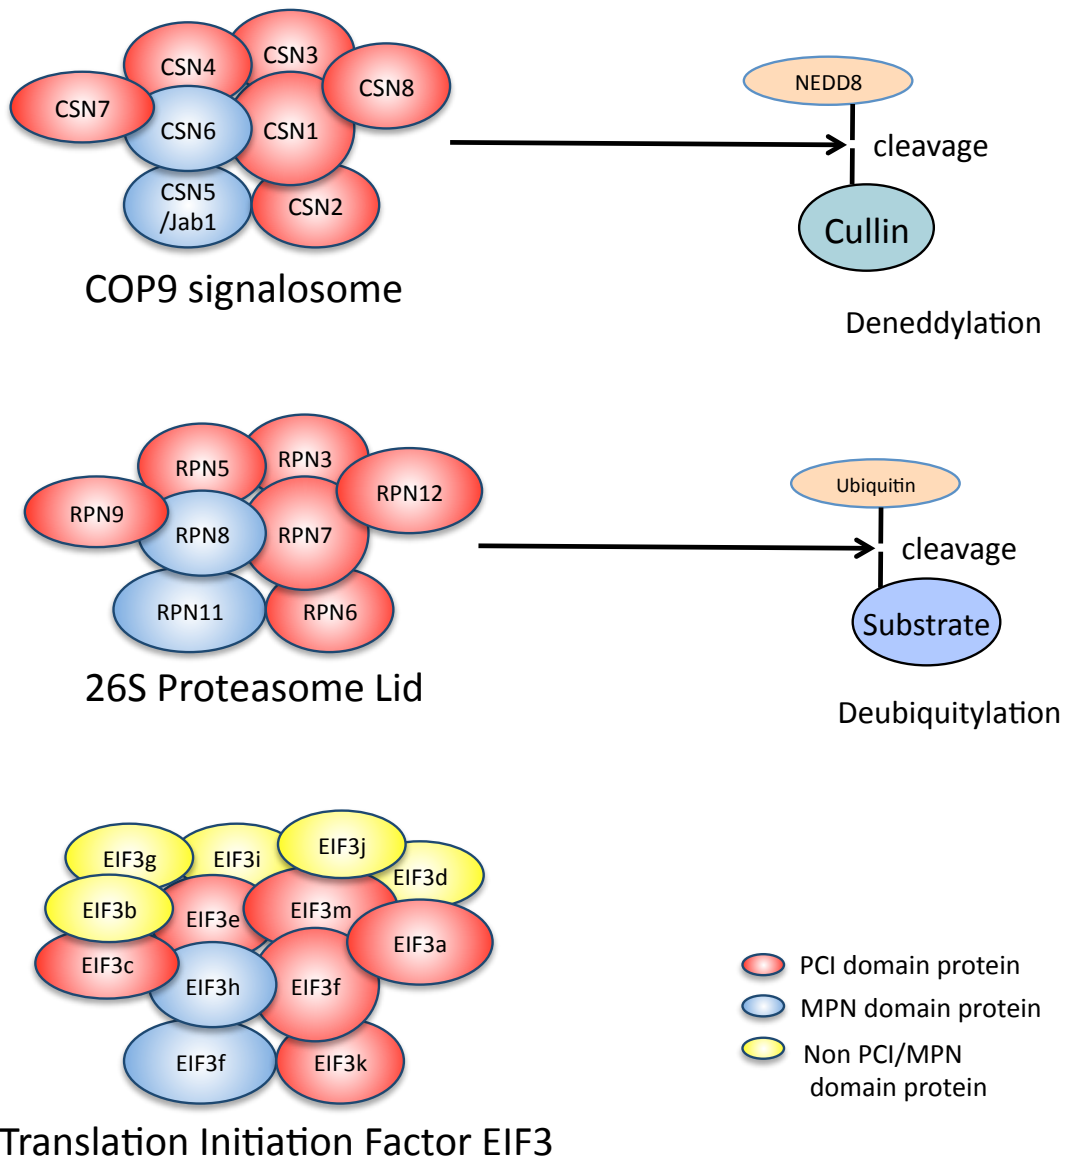 CSN3
CSN4
CSN8
CSN7
CSN6
CSN1
CSN5
/Jab1
CSN2
COP9 signalosome
NEDD8
cleavage
Cullin
Deneddylation
RPN3
RPN5
RPN12
RPN9
RPN8
RPN7
RPN11
RPN6
26S Proteasome Lid
Ubiquitin
cleavage
Substrate
Deubiquitylation
EIF3j
EIF3g
EIF3i
EIF3d
EIF3b
EIF3e
EIF3m
EIF3a
EIF3c
EIF3h
EIF3f
EIF3f
EIF3k
Translation Initiation Factor EIF3
PCI domain protein
MPN domain protein
Non PCI/MPN
domain protein